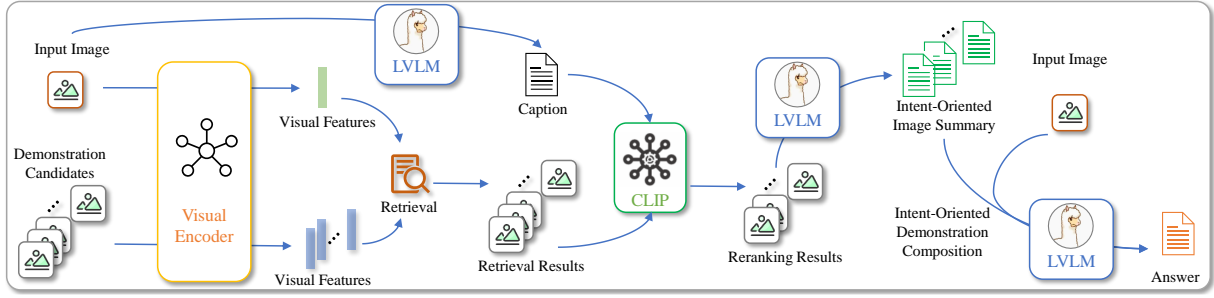 Input Image
LVLM
Caption
Visual Features
Demonstration
Candidates
Visual
Encoder
Retrieval
Visual Features
Retrieval Results
CLIP
LVLM
Reranking Results
Intent-Oriented
Image Summary
Input Image
Intent-Oriented
Demonstration
Composition
LVLM
Answer